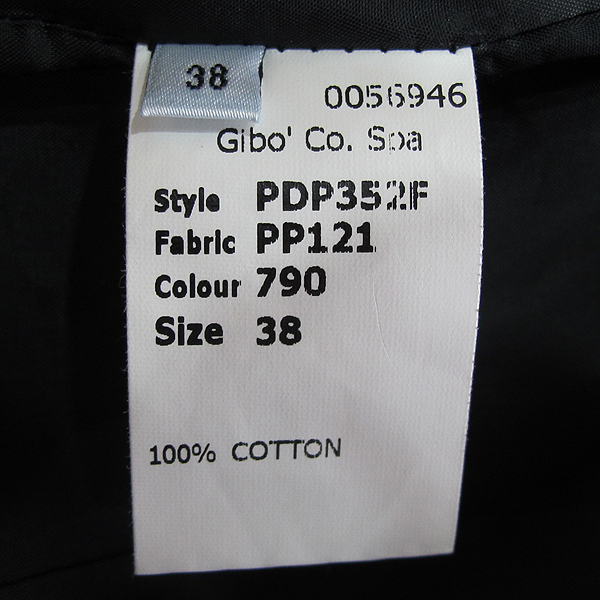 38
0056946
Gibo' Co. Spa
Style PDP352F
Fabric PP121
Colour 790
Size 38
100% COTTON